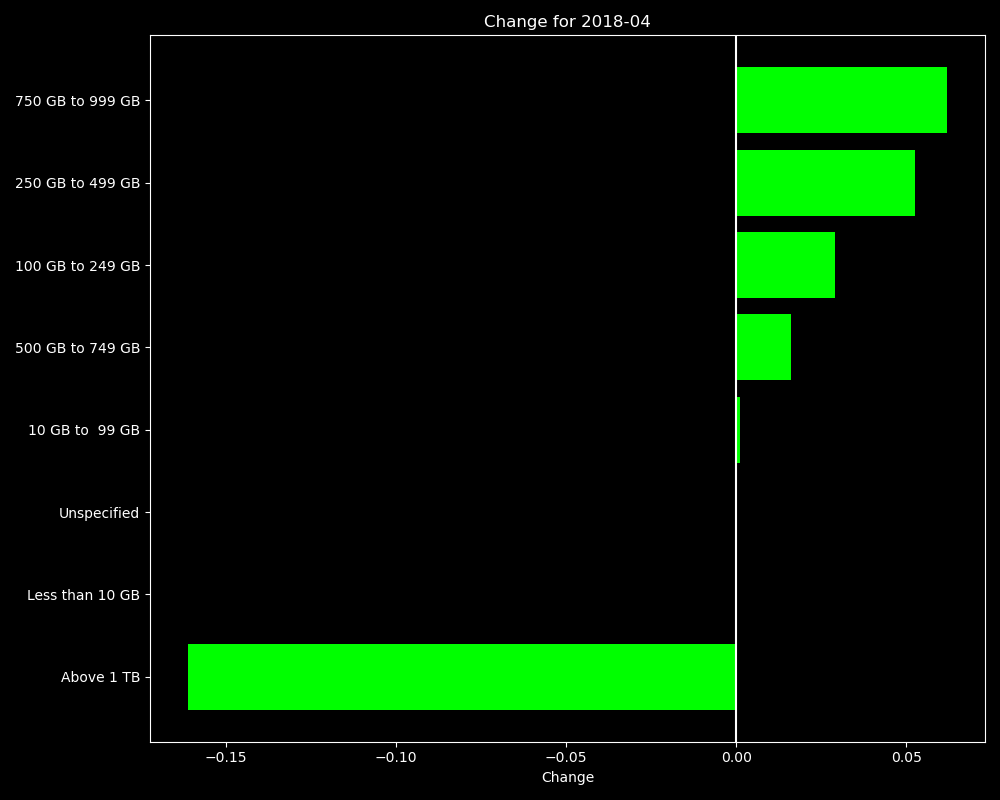 Change for 2018-04
750 GB to 999 GB
250 GB to 499 GB
100 GB to 249 GB
500 GB to 749 GB
10 GB to  99 GB
Unspecified
Less than 10 GB
Above 1 TB
−0.15
−0.10
−0.05
0.00
0.05
Change